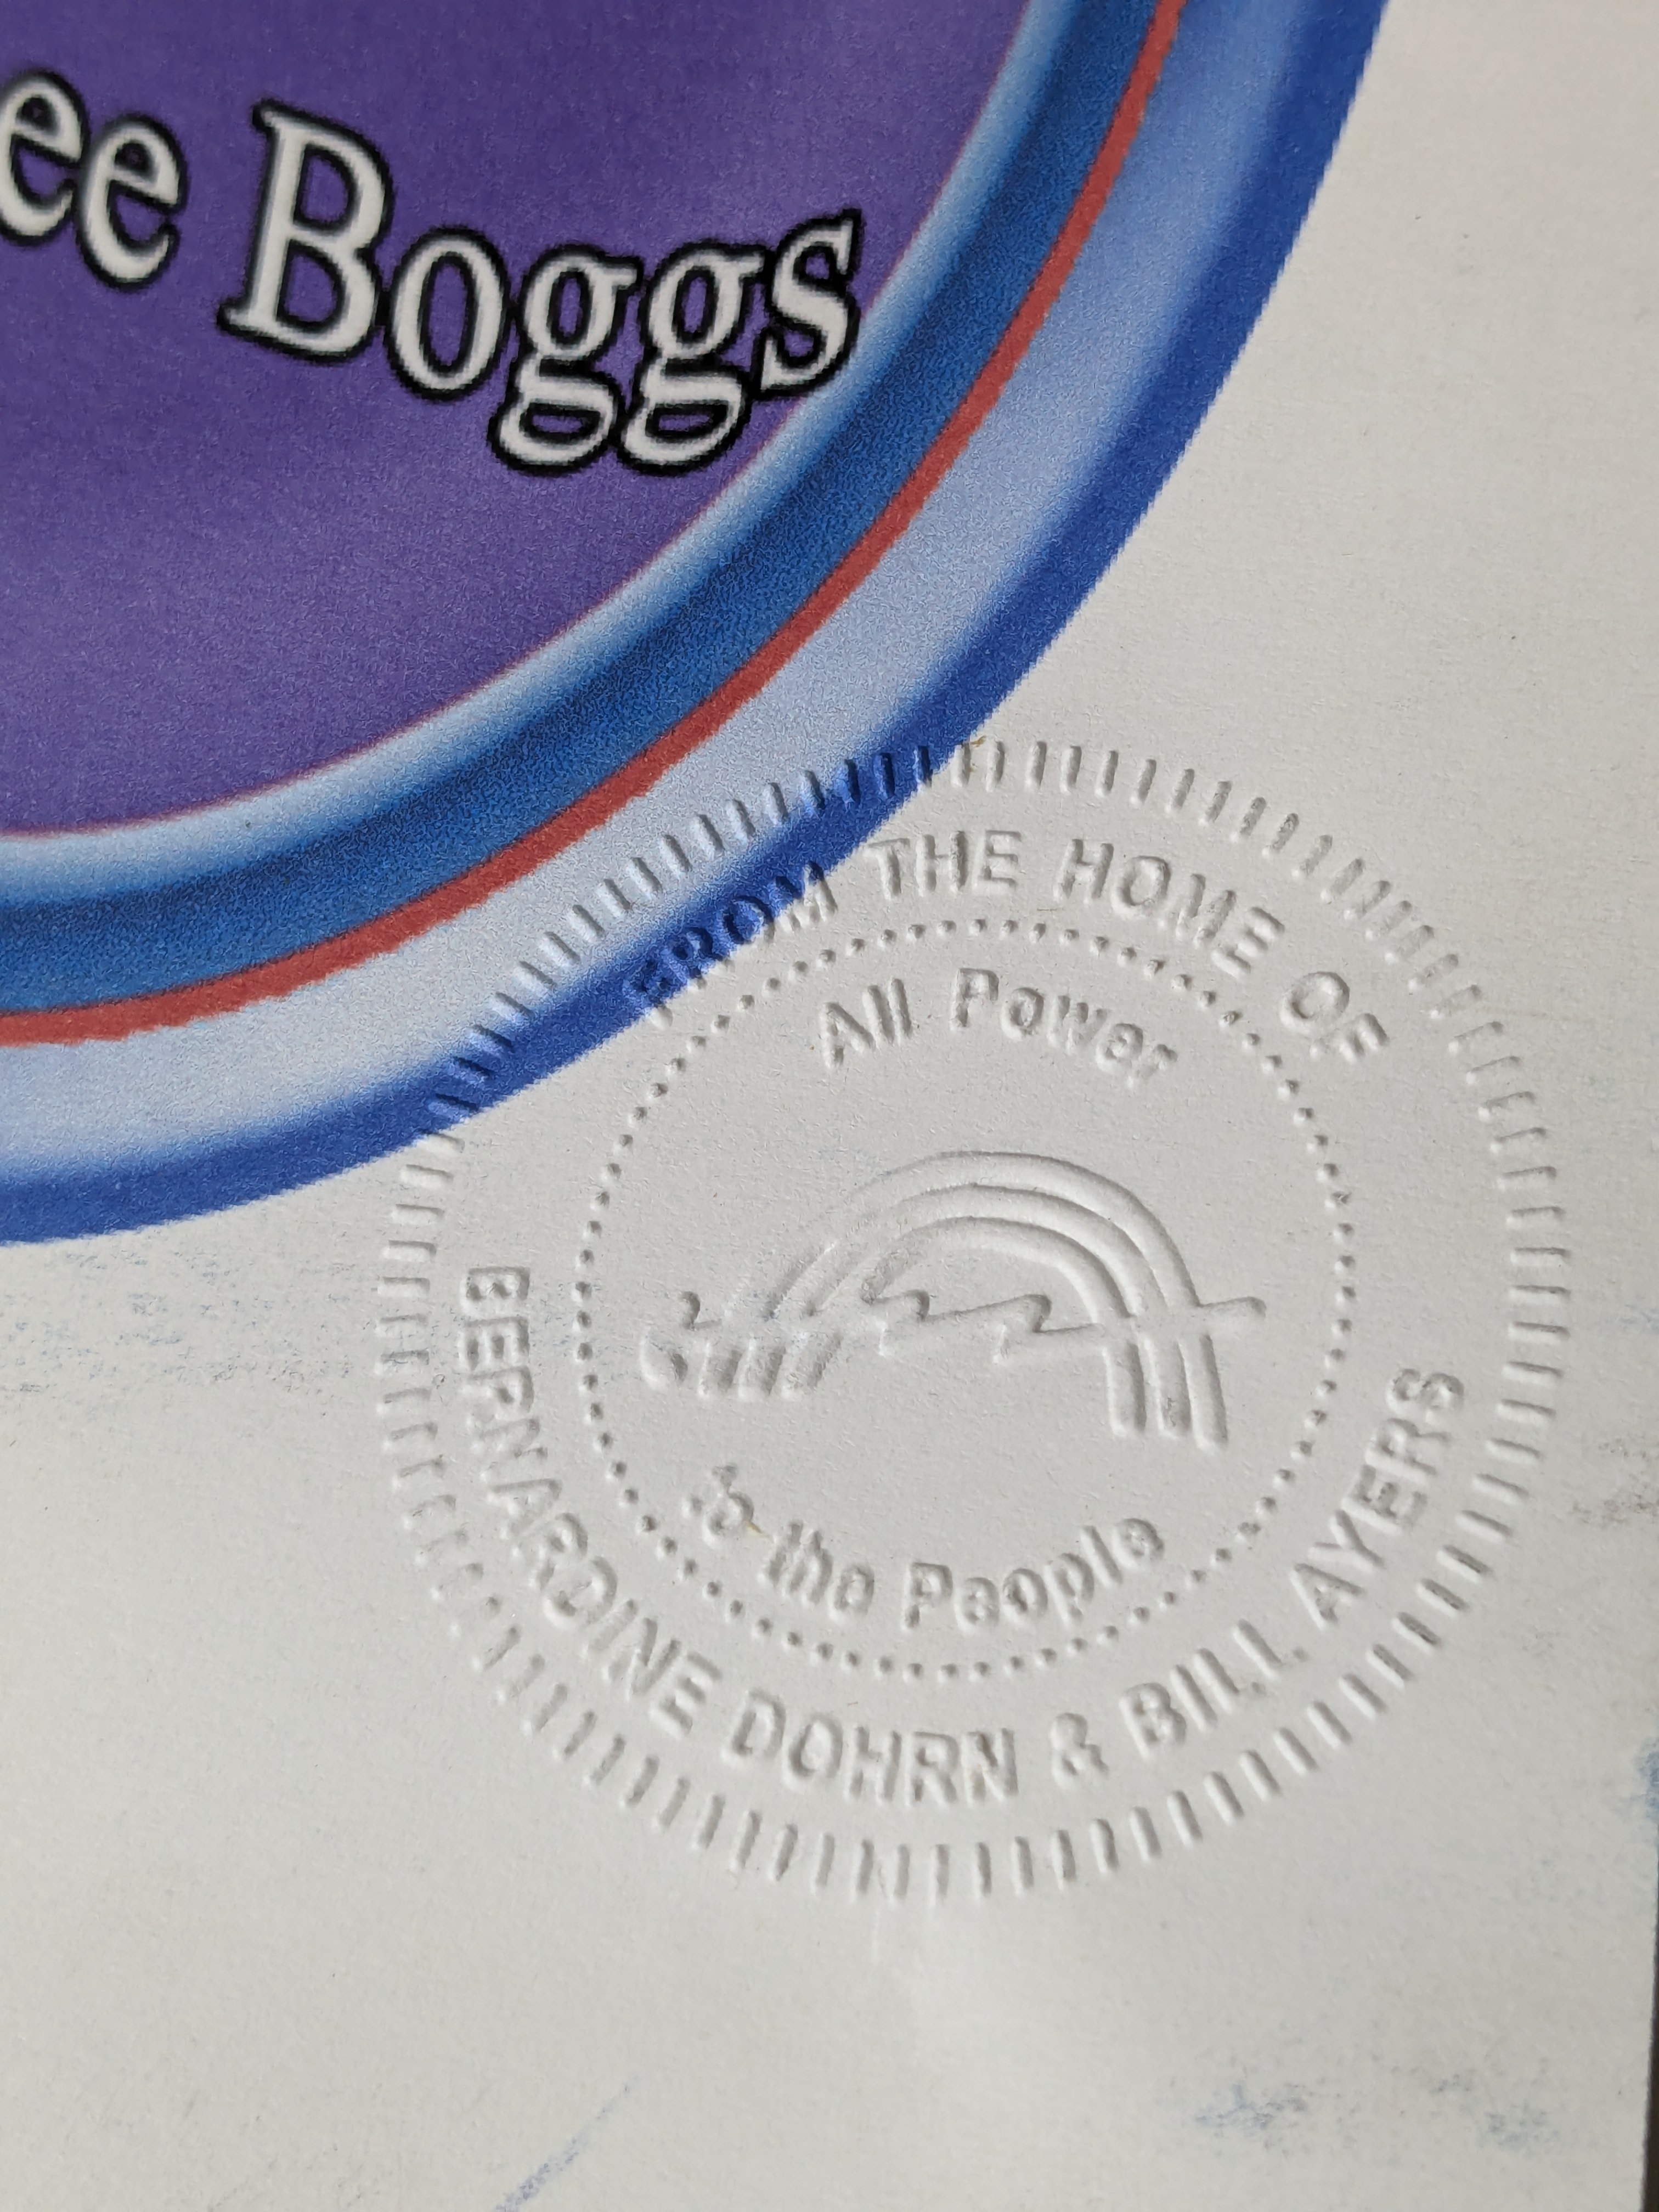 ee Boggs
FROM THE HOME OF
All Power
to the People
BERNARDINE DOHRN & BILL AYERS